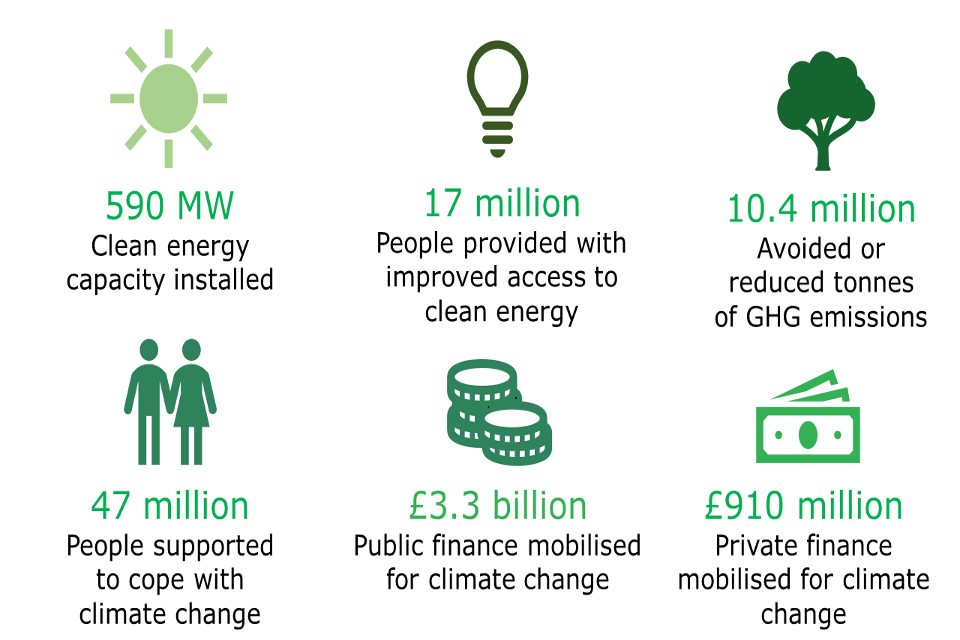 590 MW
Clean energy
capacity installed
17 million
People provided with
improved access to
clean energy
10.4 million
Avoided or
reduced tonnes
of GHG emissions
47 million
People supported
to cope with
climate change
£3.3 billion
Public finance mobilised
for climate change
£910 million
Private finance
mobilised for climate
change